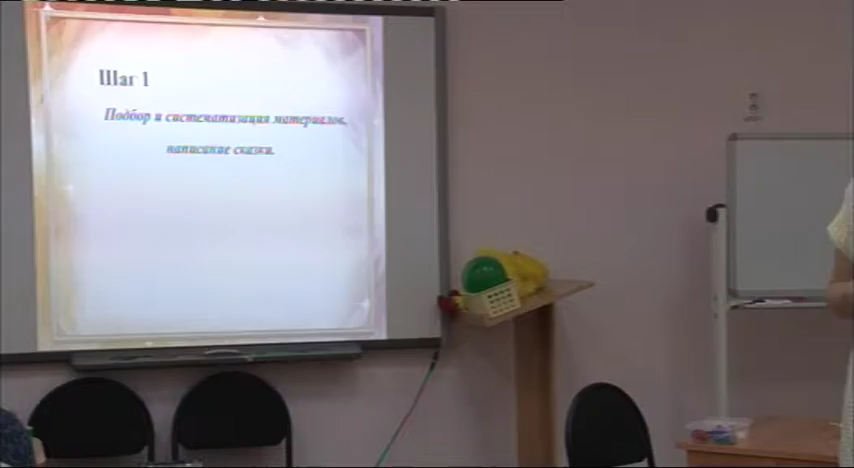 Шаг 1
Подбор и систематизация материалов,
написание сказки.